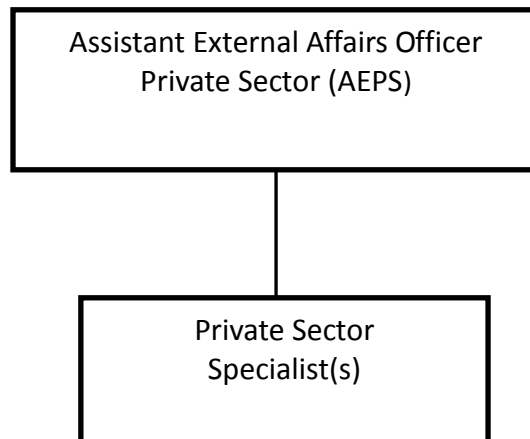 Assistant External Affairs Officer
Private Sector (AEPS)
Private Sector
Specialist(s)